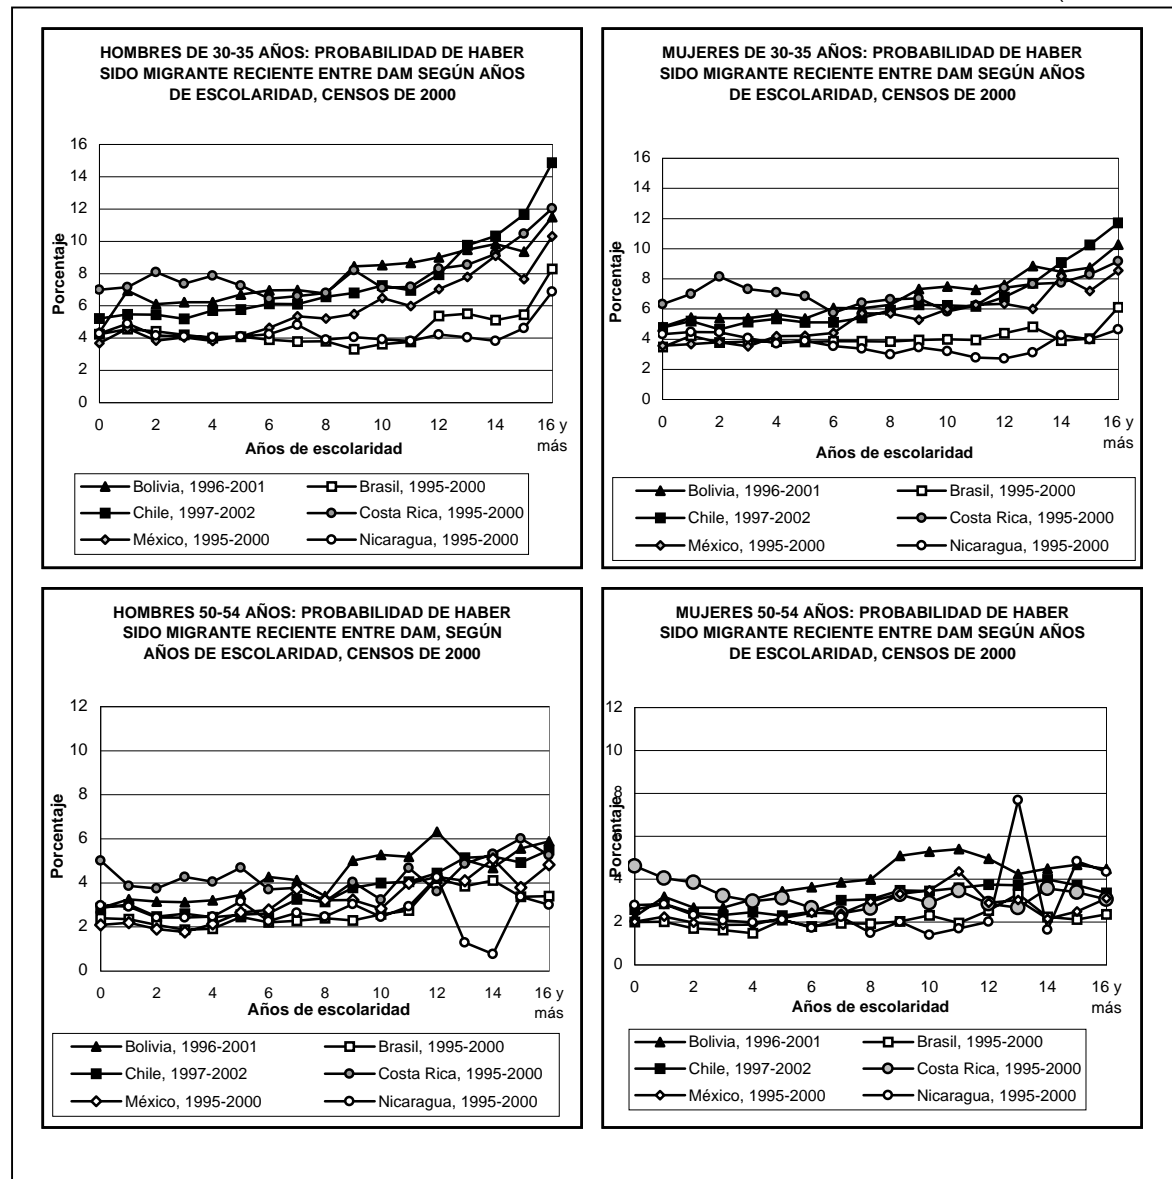 HOMBRES DE 30-35 AÑOS: PROBABILIDAD DE HABER
SIDO MIGRANTE RECIENTE ENTRE DAM SEGÚN AÑOS
DE ESCOLARIDAD, CENSOS DE 2000
16
14
12
10
8
6
4
2
0
Porcentaje
0 2 4 6 8 10 12 14 16 y
más
Años de escolaridad
Bolivia, 1996-2001
Brasil, 1995-2000
Chile, 1997-2002
Costa Rica, 1995-2000
México, 1995-2000
Nicaragua, 1995-2000
MUJERES DE 30-35 AÑOS: PROBABILIDAD DE HABER
SIDO MIGRANTE RECIENTE ENTRE DAM SEGÚN AÑOS
DE ESCOLARIDAD, CENSOS DE 2000
16
14
12
10
8
6
4
2
0
Porcentaje
0 2 4 6 8 10 12 14 16 y
más
Años de escolaridad
Bolivia, 1996-2001
Brasil, 1995-2000
Chile, 1997-2002
Costa Rica, 1995-2000
México, 1995-2000
Nicaragua, 1995-2000
HOMBRES 50-54 AÑOS: PROBABILIDAD DE HABER
SIDO MIGRANTE RECIENTE ENTRE DAM, SEGÚN
AÑOS DE ESCOLARIDAD, CENSOS DE 2000
12
10
8
6
4
2
0
Porcentaje
0 2 4 6 8 10 12 14 16 y
más
Años de escolaridad
Bolivia, 1996-2001
Brasil, 1995-2000
Chile, 1997-2002
Costa Rica, 1995-2000
México, 1995-2000
Nicaragua, 1995-2000
MUJERES 50-54 AÑOS: PROBABILIDAD DE HABER
SIDO MIGRANTE RECIENTE ENTRE DAM SEGÚN AÑOS
DE ESCOLARIDAD, CENSOS DE 2000
12
10
8
6
4
2
0
Porcentaje
0 2 4 6 8 10 12 14 16 y
más
Años de escolaridad
Bolivia, 1996-2001
Brasil, 1995-2000
Chile, 1997-2002
Costa Rica, 1995-2000
México, 1995-2000
Nicaragua, 1995-2000